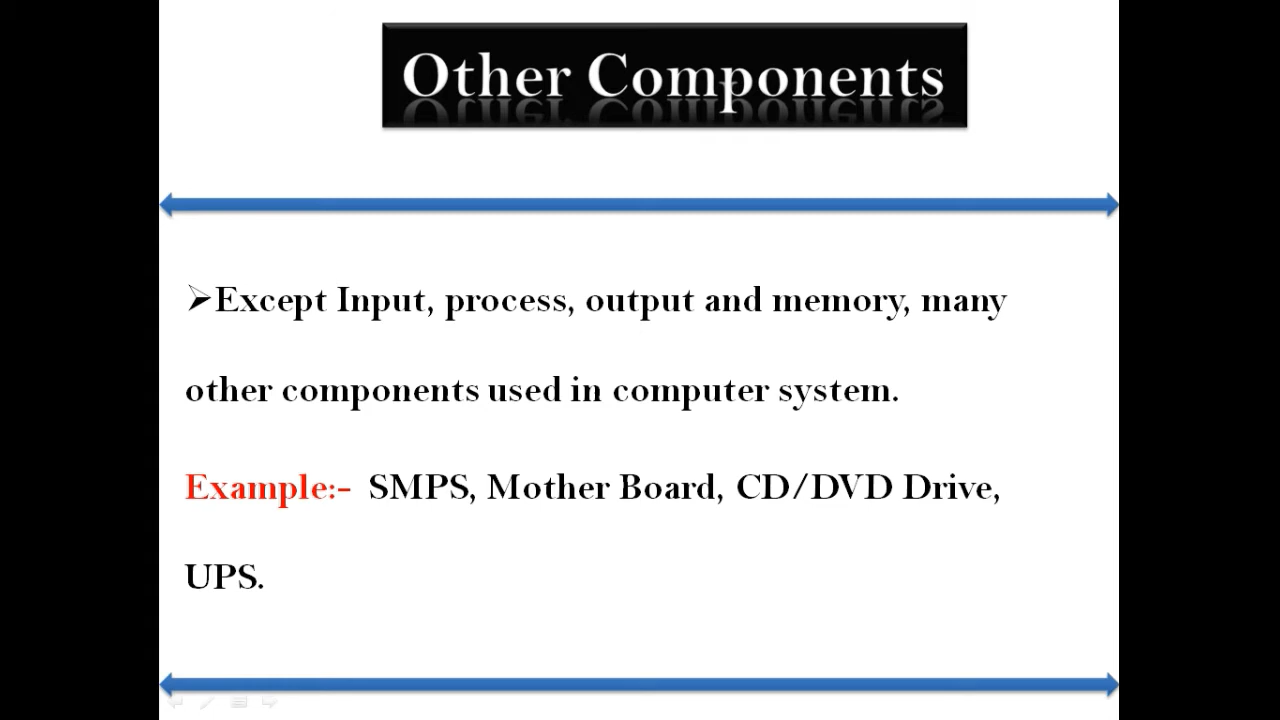 Other Components
➢Except Input, process, output and memory, many
other components used in computer system.
Example:- SMPS, Mother Board, CD/DVD Drive,
UPS.